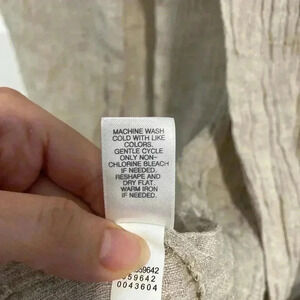 MACHINE WASH
COLD WITH LIKE
COLORS.
GENTLE CYCLE
ONLY NON-
CHLORINE BLEACH
IF NEEDED.
RESHAPE AND
DRY FLAT.
WARM IRON
IF NEEDED.
059642
0043604